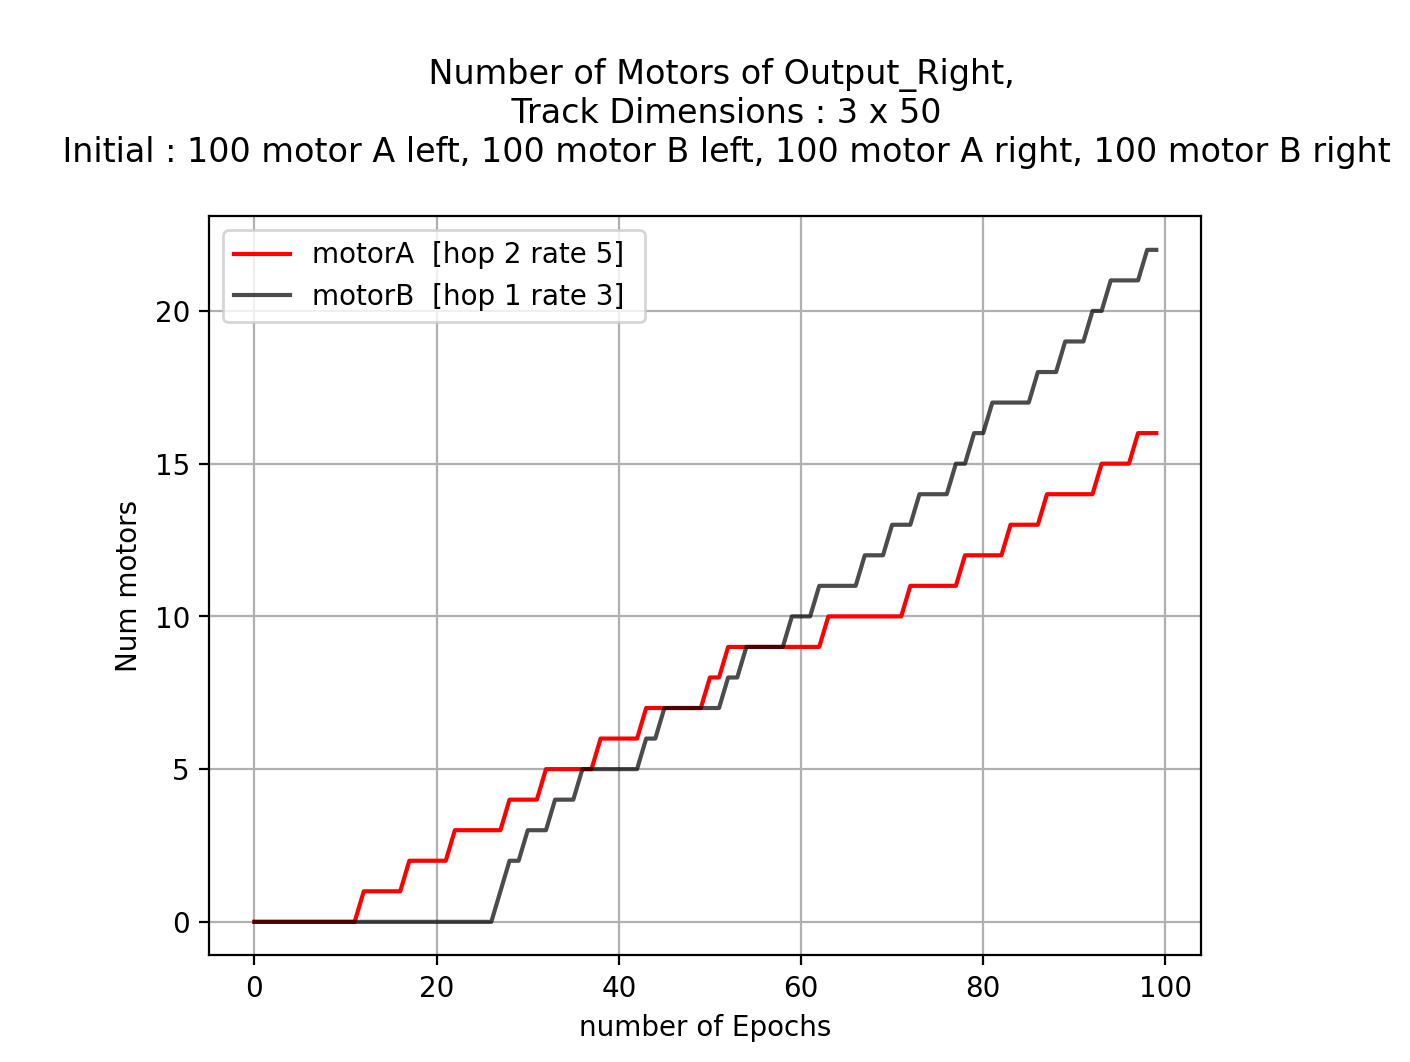 Number of Motors of Output_Right,
Track Dimensions : 3 x 50
Initial : 100 motor A left, 100 motor B left, 100 motor A right, 100 motor B right
motorA [hop 2 rate 5]
motorB [hop 1 rate 3]
20
15
10
5
0
Num motors
0 20 40 60 80 100
number of Epochs